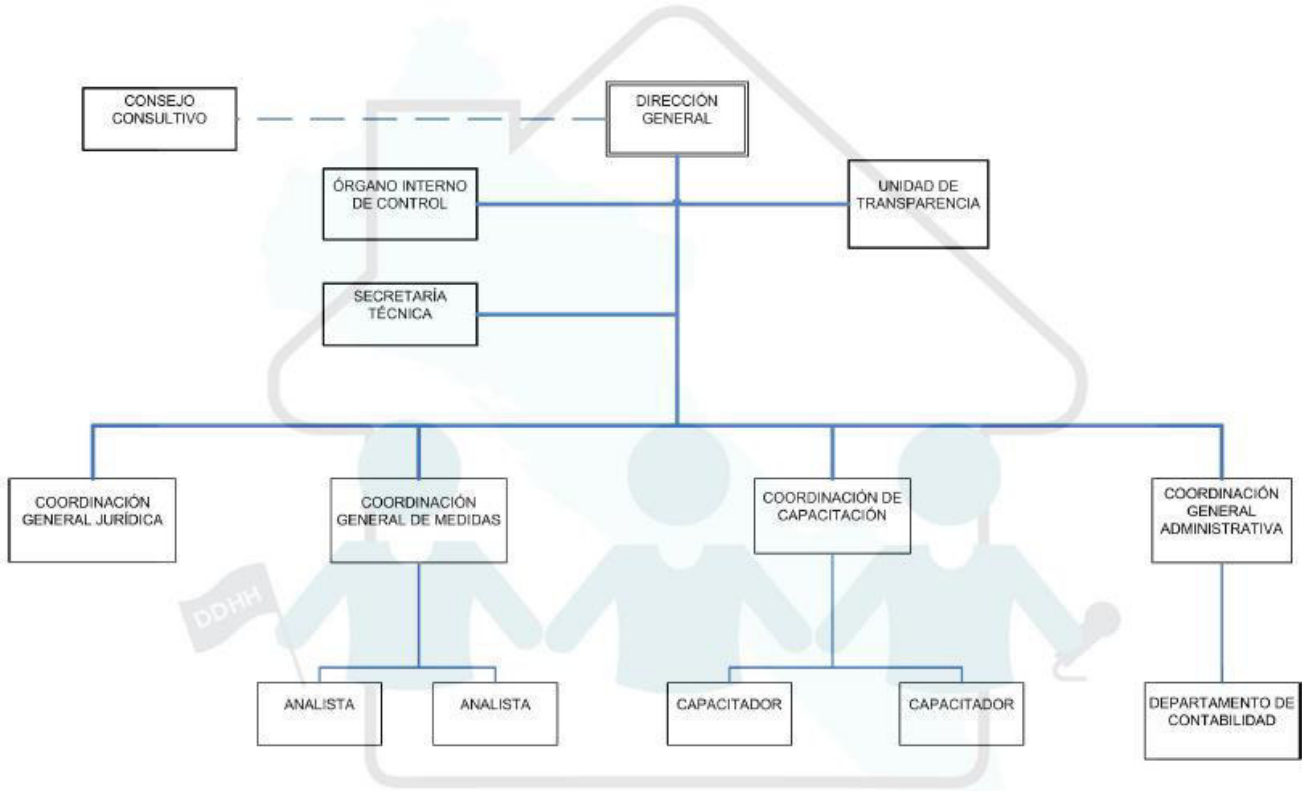 CONSEJO
CONSULTIVO
DIRECCIÓN
GENERAL
ÓRGANO INTERNO
DE CONTROL
UNIDAD DE
TRANSPARENCIA
SECRETARÍA
TÉCNICA
COORDINACIÓN
GENERAL JURÍDICA
COORDINACIÓN
GENERAL DE MEDIDAS
COORDINACIÓN DE
CAPACITACIÓN
COORDINACIÓN
GENERAL
ADMINISTRATIVA
DDHH
ANALISTA
ANALISTA
CAPACITADOR
CAPACITADOR
DEPARTAMENTO DE
CONTABILIDAD